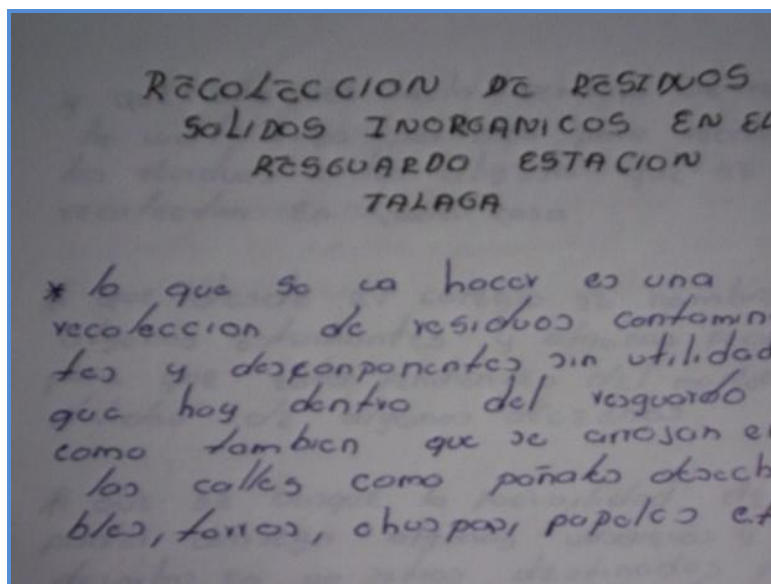 RECOLECCION DE RESIDUOS
SOLIDOS INORGANICOS EN EL
RESGUARDO ESTACION
TALAGA
* lo que se va hacer es una
recoleccion de residuos contamin
tes y desconponentes sin utilidad
que hay dentro del resguardo
como tambien que se arrojan e
las calles como pañales desech
bles, tarros, chuspas, papeles et